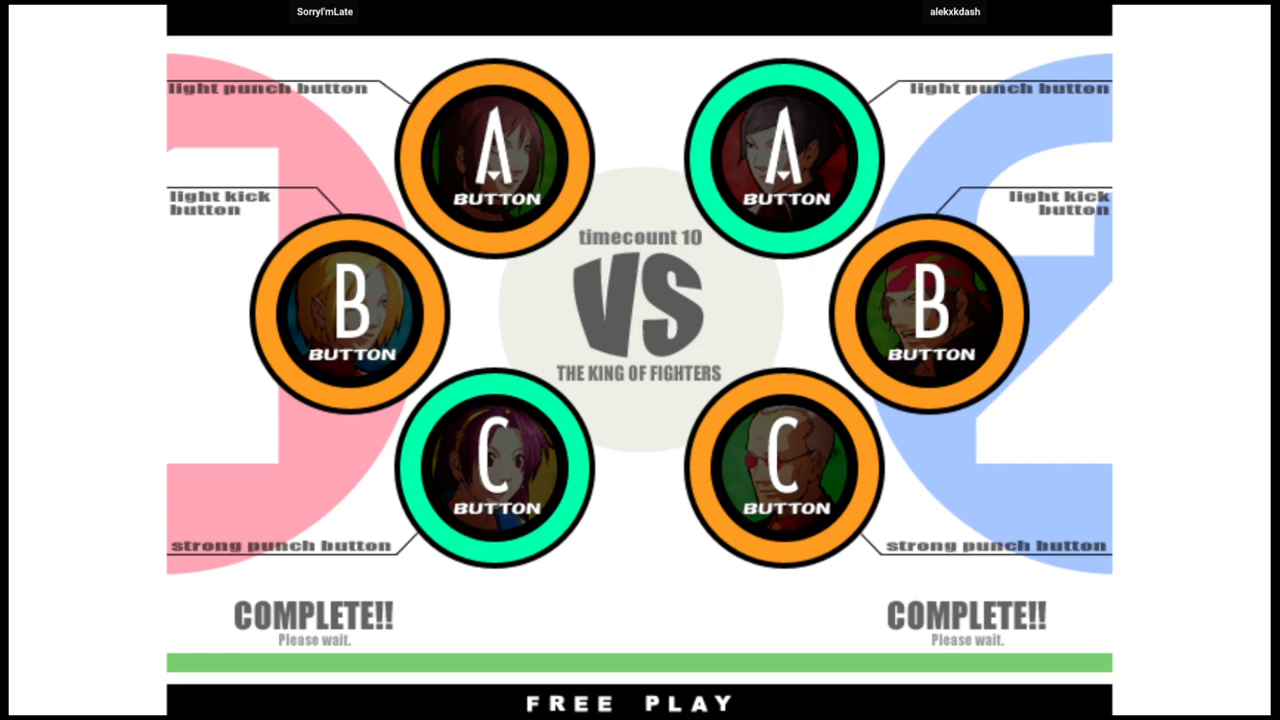 SorryI'mLate
alekxkdash
light punch button
A
BUTTON
A
BUTTON
light punch button
light kick
button
B
BUTTON
timecount 10
VS
THE KING OF FIGHTERS
light kick
button
B
BUTTON
C
BUTTON
C
BUTTON
strong punch button
strong punch button
COMPLETE!!
Please wait.
COMPLETE!!
Please wait.
FREE PLAY